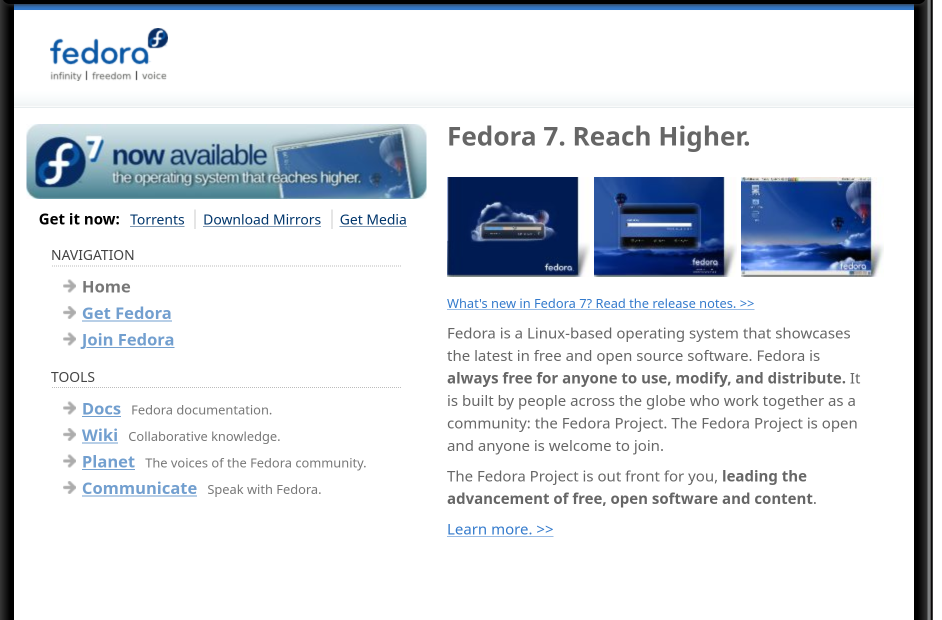 fedora
infinity | freedom | voice
7
now available
the operating system that reaches higher.
Get it now: Torrents Download Mirrors Get Media
NAVIGATION
Home
Get Fedora
Join Fedora
TOOLS
Docs Fedora documentation.
Wiki Collaborative knowledge.
Planet The voices of the Fedora community.
Communicate Speak with Fedora.
Fedora 7. Reach Higher.
fedora
fedora
fedora
What's new in Fedora 7? Read the release notes. >>
Fedora is a Linux-based operating system that showcases
the latest in free and open source software. Fedora is
always free for anyone to use, modify, and distribute. It
is built by people across the globe who work together as a
community: the Fedora Project. The Fedora Project is open
and anyone is welcome to join.
The Fedora Project is out front for you, leading the
advancement of free, open software and content.
Learn more. >>